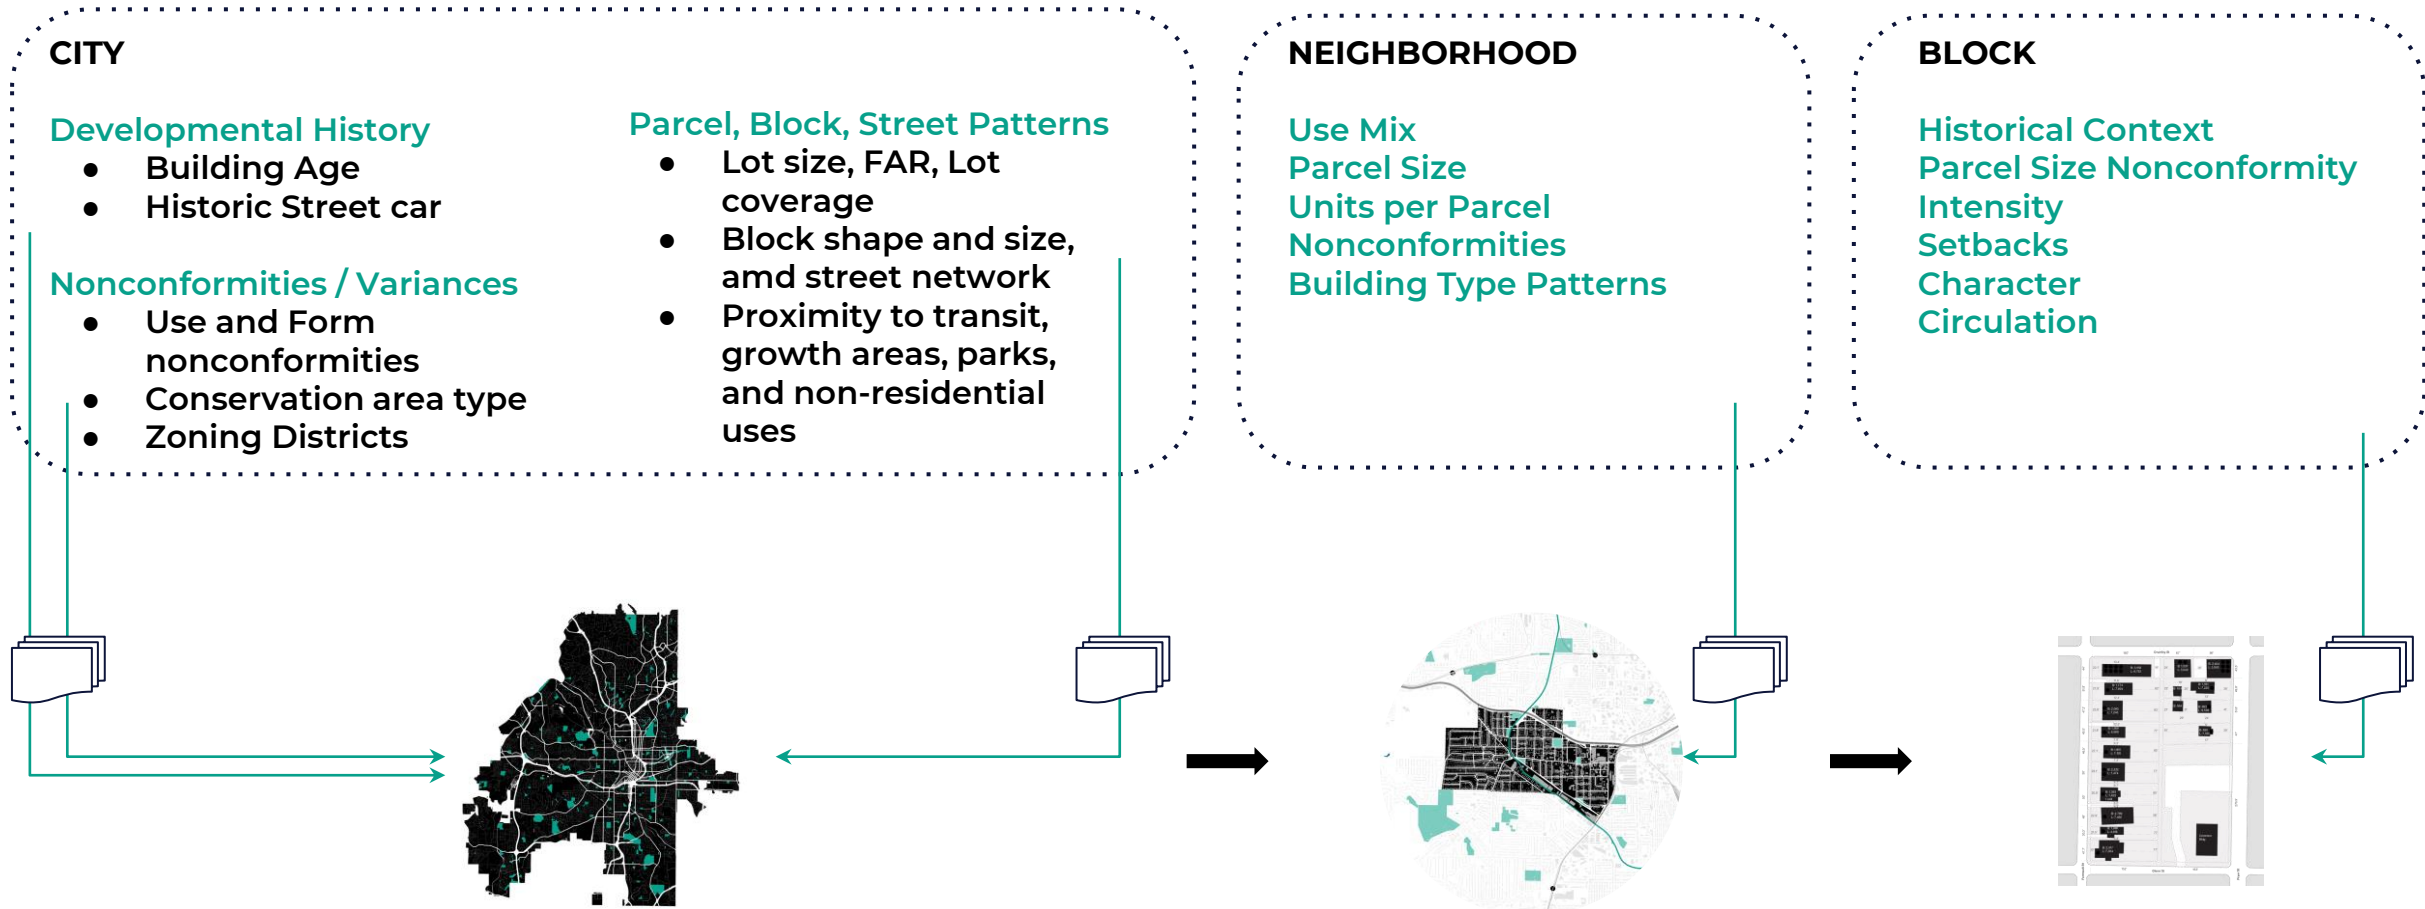 CITY
Developmental History
● Building Age
● Historic Street car
Nonconformities / Variances
● Use and Form
nonconformities
● Conservation area type
● Zoning Districts
Parcel, Block, Street Patterns
● Lot size, FAR, Lot
coverage
● Block shape and size,
amd street network
● Proximity to transit,
growth areas, parks,
and non-residential
uses
NEIGHBORHOOD
Use Mix
Parcel Size
Units per Parcel
Nonconformities
Building Type Patterns
BLOCK
Historical Context
Parcel Size Nonconformity
Intensity
Setbacks
Character
Circulation